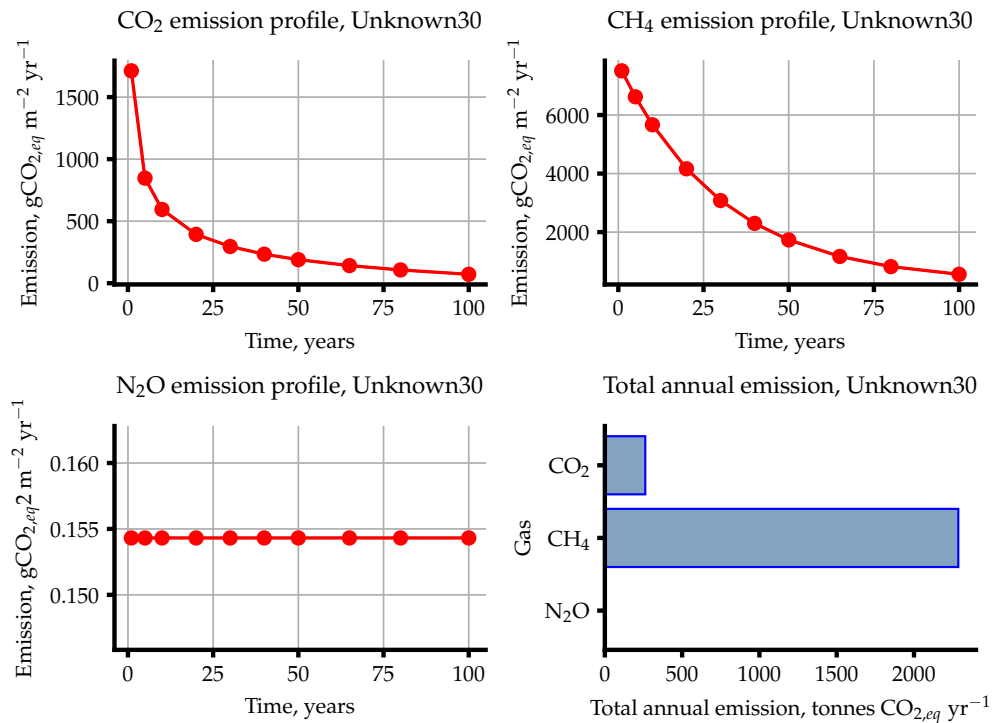 CO₂ emission profile, Unknown30
Emission, gCO₂,eq m⁻² yr⁻¹
1500
1000
500
0
0 25 50 75 100
Time, years
CH₄ emission profile, Unknown30
Emission, gCO₂,eq m⁻² yr⁻¹
6000
4000
2000
0 25 50 75 100
Time, years
N₂O emission profile, Unknown30
Emission, gCO₂,eq2 m⁻² yr⁻¹
0.160
0.155
0.150
0 25 50 75 100
Time, years
Total annual emission, Unknown30
Gas
CO₂
CH₄
N₂O
0 500 1000 1500 2000
Total annual emission, tonnes CO₂,eq yr⁻¹